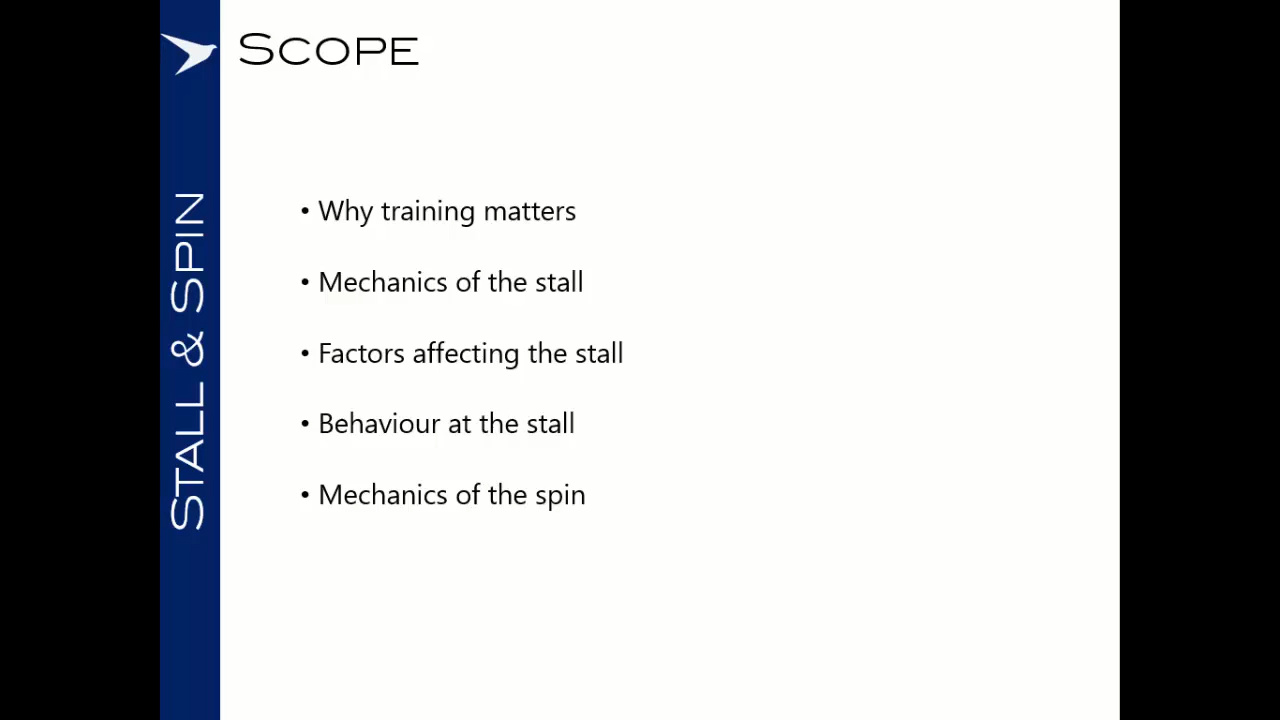 SCOPE
STALL & SPIN
• Why training matters
• Mechanics of the stall
• Factors affecting the stall
• Behaviour at the stall
• Mechanics of the spin